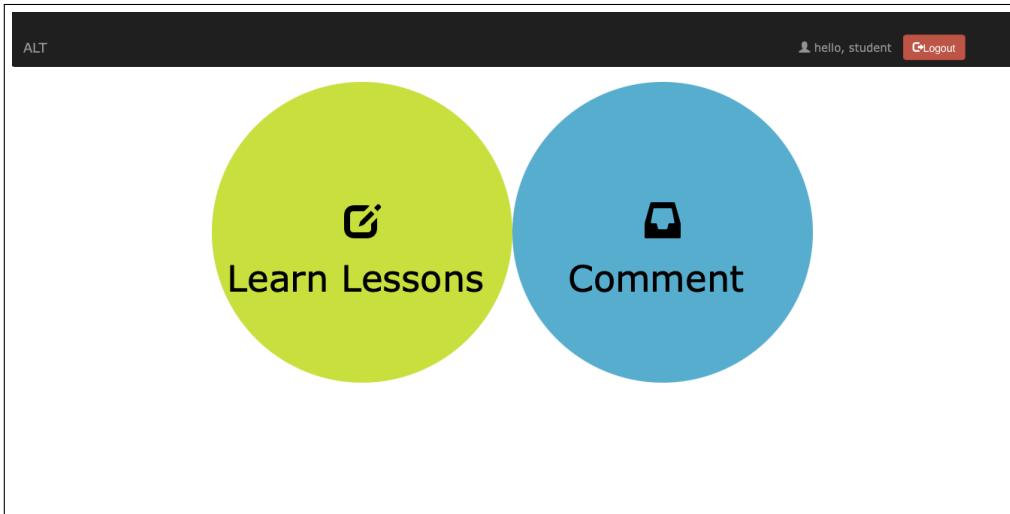 ALT
hello, student
Logout
Learn Lessons
Comment